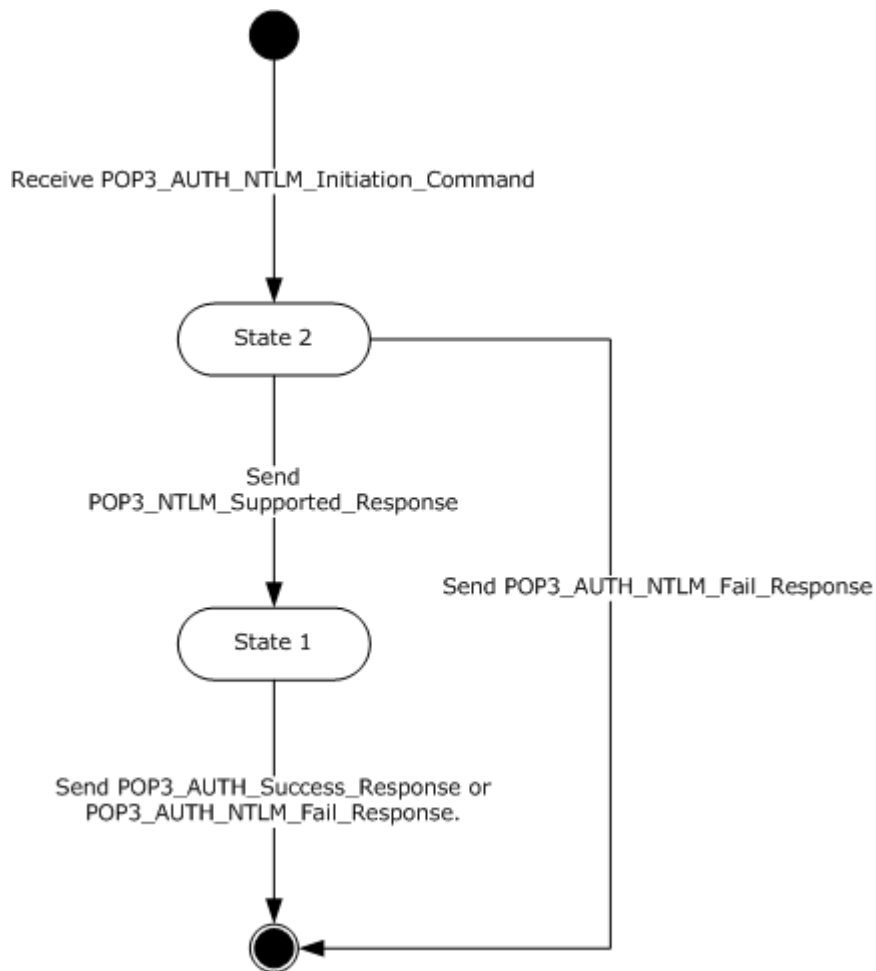 Receive POP3_AUTH_NTLM_Initiation_Command
State 2
Send
POP3_NTLM_Supported_Response
Send POP3_AUTH_NTLM_Fail_Response
State 1
Send POP3_AUTH_Success_Response or
POP3_AUTH_NTLM_Fail_Response.